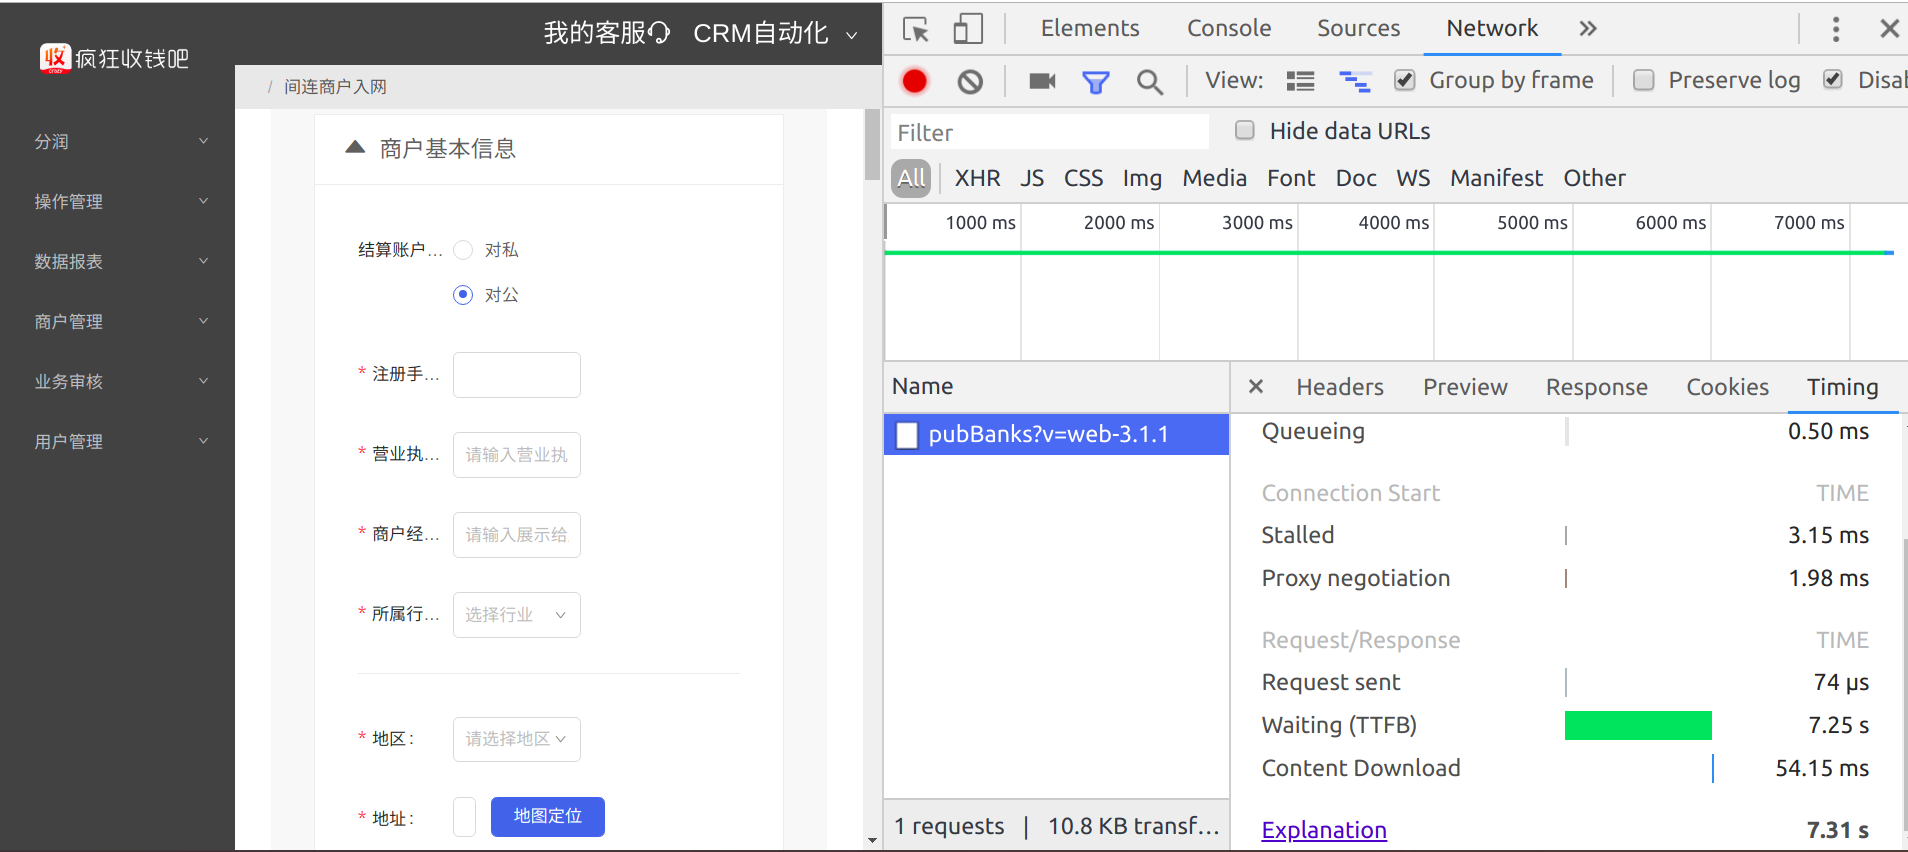 我的客服 CRM自动化
收
crazy
疯狂收钱吧
/ 间连商户入网
分润
操作管理
数据报表
商户管理
业务审核
用户管理
商户基本信息
结算账户...
对私
对公
* 注册手...
* 营业执...
请输入营业执
* 商户经...
请输入展示给
* 所属行...
选择行业
* 地区:
请选择地区
* 地址:
地图定位
Elements Console Sources Network
View: Group by frame Preserve log Disab
Filter
Hide data URLs
All XHR JS CSS Img Media Font Doc WS Manifest Other
1000 ms 2000 ms 3000 ms 4000 ms 5000 ms 6000 ms 7000 ms
Name
pubBanks?v=web-3.1.1
1 requests | 10.8 KB transf...
Headers Preview Response Cookies Timing
Queueing 0.50 ms
Connection Start TIME
Stalled 3.15 ms
Proxy negotiation 1.98 ms
Request/Response TIME
Request sent 74 μs
Waiting (TTFB) 7.25 s
Content Download 54.15 ms
Explanation 7.31 s